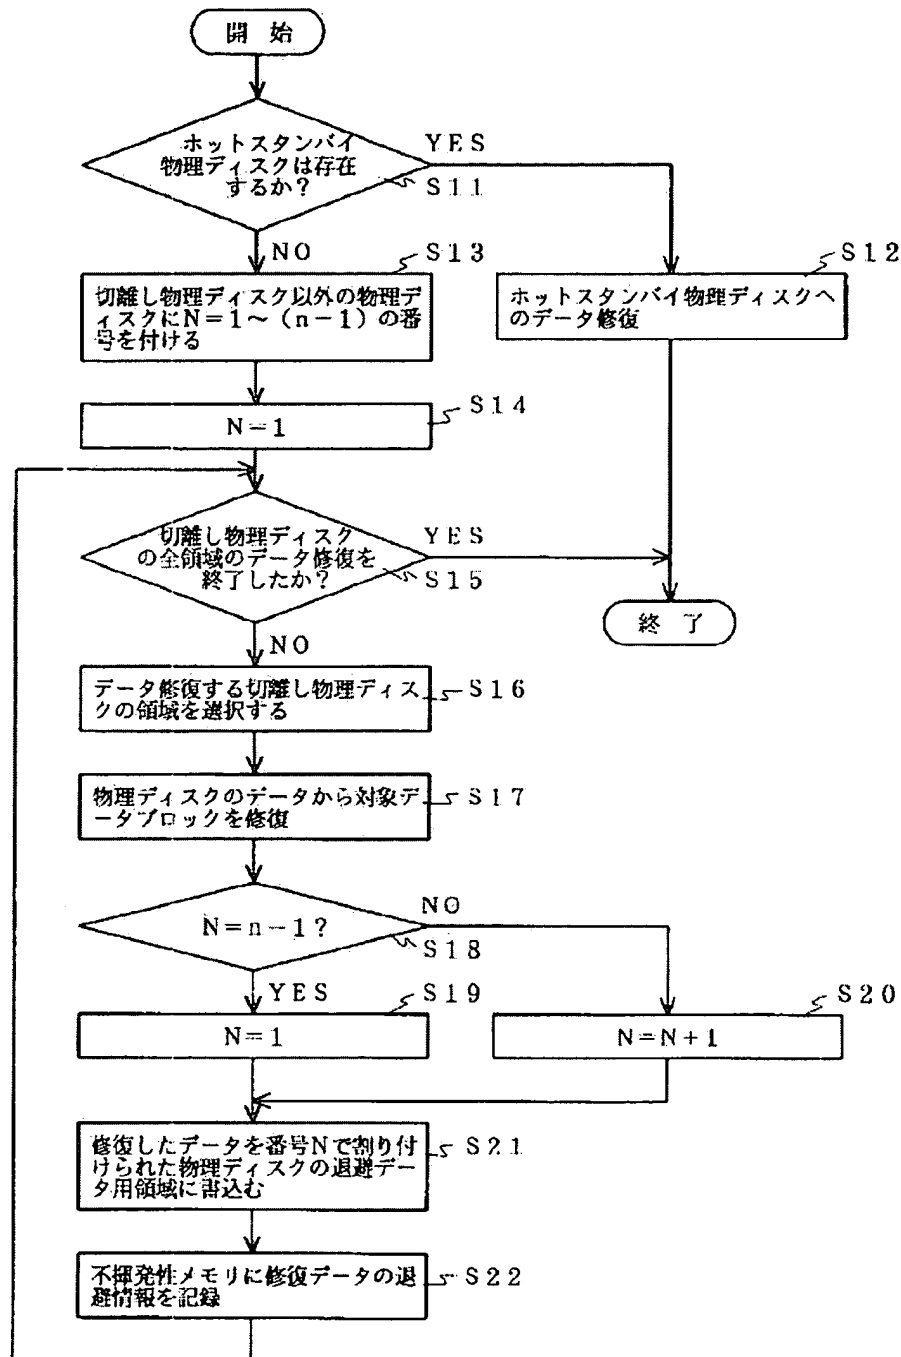 開 始
ホットスタンバイ
物理ディスクは存在
するか?
YES
S11
NO
S13
S12
切離し物理ディスク以外の物理デ
ィスクにN=1~(n-1)の番
号を付ける
ホットスタンバイ物理ディスクへ
のデータ修復
S14
N=1
切離し物理ディスク
の全領域のデータ修復を
終了したか?
YES
S15
終 了
NO
データ修復する切離し物理ディス
クの領域を選択する
S16
物理ディスクのデータから対象デ
ータブロックを修復
S17
N=n-1?
NO
S18
YES
S19
S20
N=1
N=N+1
修復したデータを番号Nで割り付
けられた物理ディスクの退避デー
タ用領域に書込む
S21
不揮発性メモリに修復データの退
避情報を記録
S22